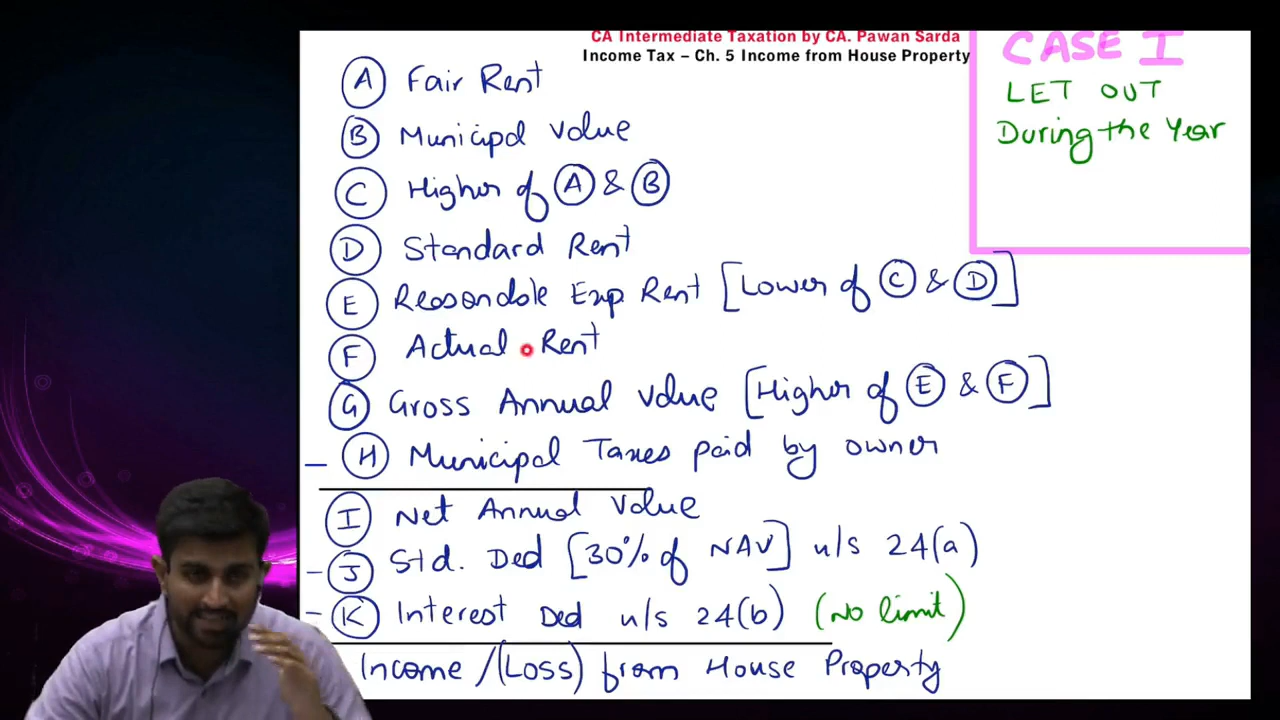 CA Intermediate Taxation by CA. Pawan Sarda
Income Tax – Ch. 5 Income from House Property
CASE I
LET OUT
During the Year
A Fair Rent
B Municipal Value
C Higher of A & B
D Standard Rent
E Reasonable Exp. Rent [Lower of C & D]
F Actual Rent
G Gross Annual Value [Higher of E & F]
– H Municipal Taxes paid by owner
I Net Annual Value
– J Std. Ded [30% of NAV] u/s 24(a)
– K Interest Ded u/s 24(b) (No limit)
Income /(Loss) from House Property